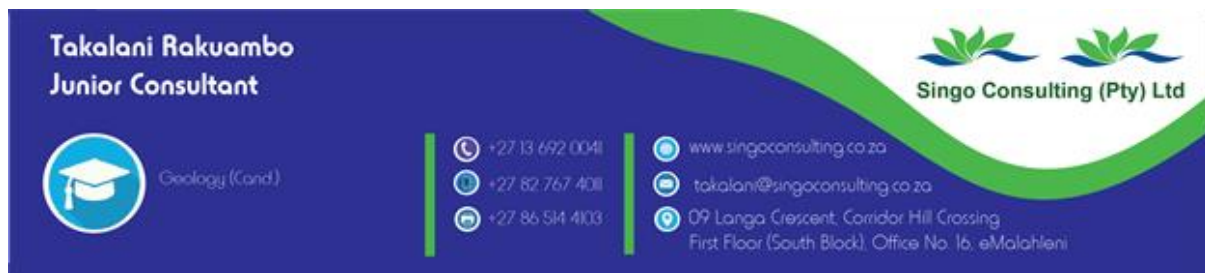 Takalani Rakuambo
Junior Consultant
Singo Consulting (Pty) Ltd
Geology (Cand.)
+27 13 692 0041
+27 82 767 4011
+27 86 514 4103
www.singoconsulting.co.za
takalani@singoconsulting.co.za
09 Langa Crescent, Corridor Hill Crossing
First Floor (South Block), Office No. 16, eMalahleni